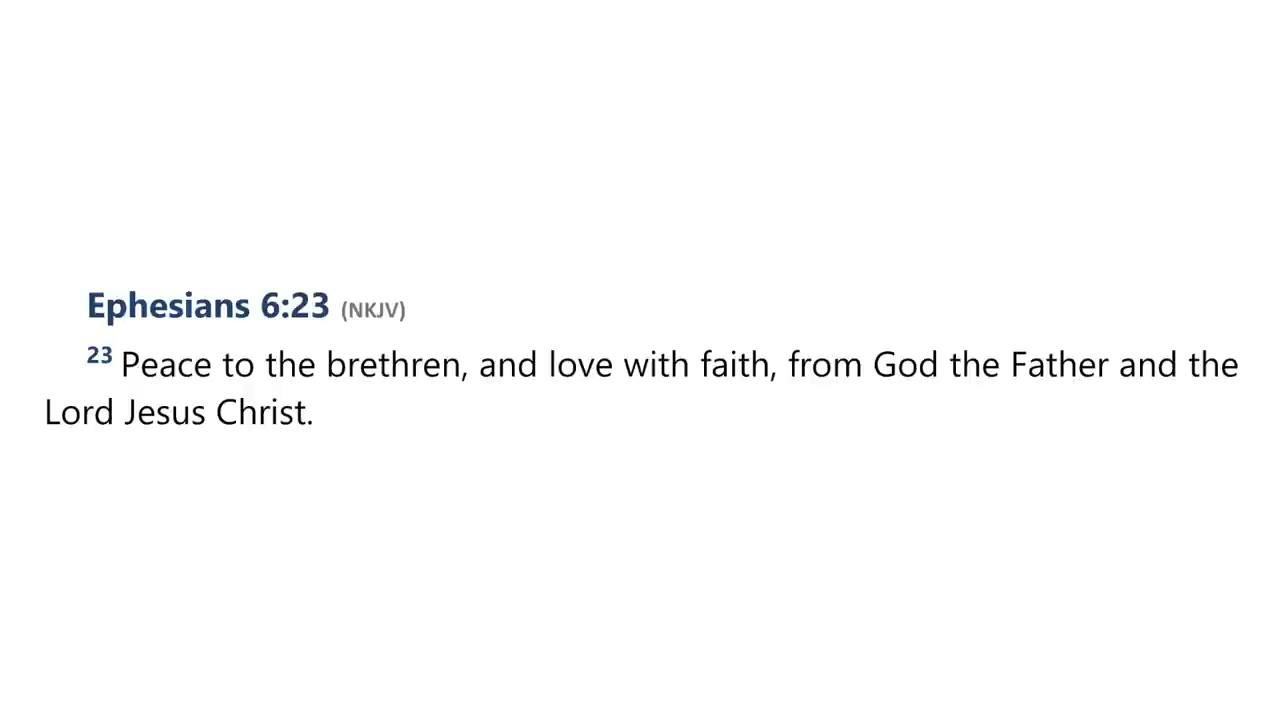 Ephesians 6:23 (NKJV)
23 Peace to the brethren, and love with faith, from God the Father and the
Lord Jesus Christ.